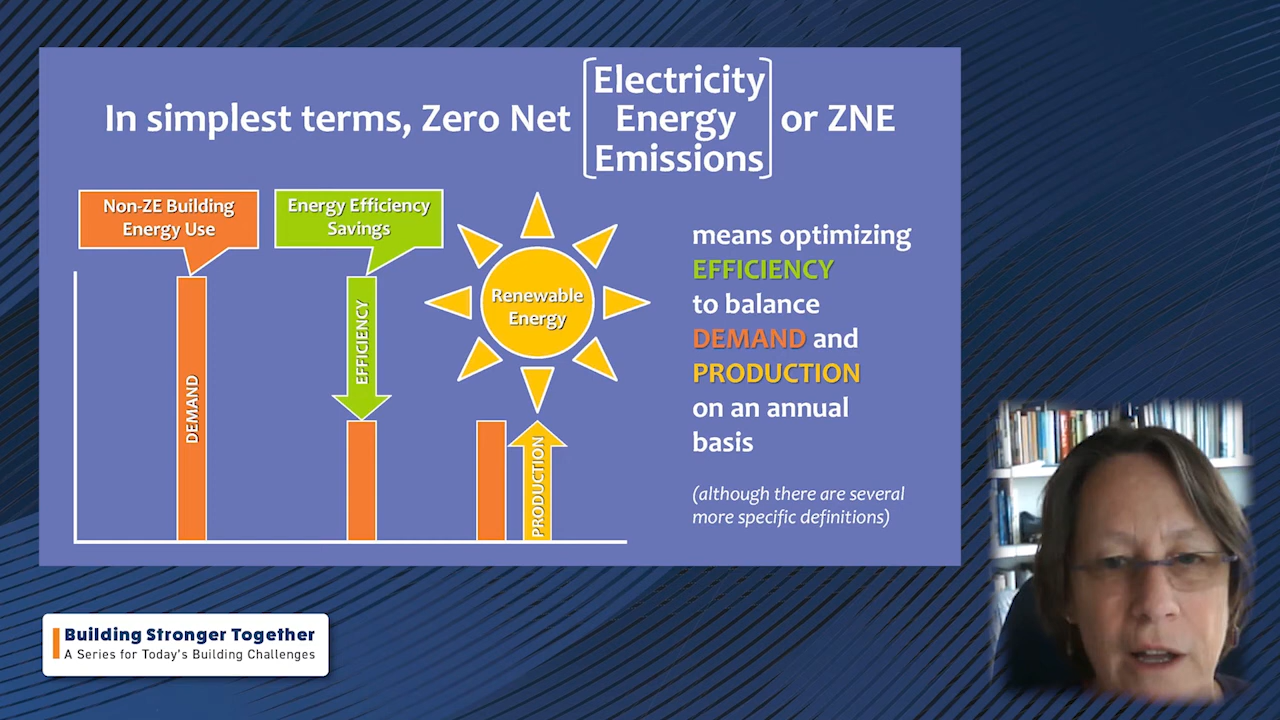 In simplest terms, Zero Net
Electricity
Energy
Emissions
or ZNE
Non-ZE Building
Energy Use
Energy Efficiency
Savings
Renewable
Energy
DEMAND
EFFICIENCY
PRODUCTION
means optimizing
EFFICIENCY
to balance
DEMAND and
PRODUCTION
on an annual
basis
(although there are several
more specific definitions)
Building Stronger Together
A Series for Today's Building Challenges